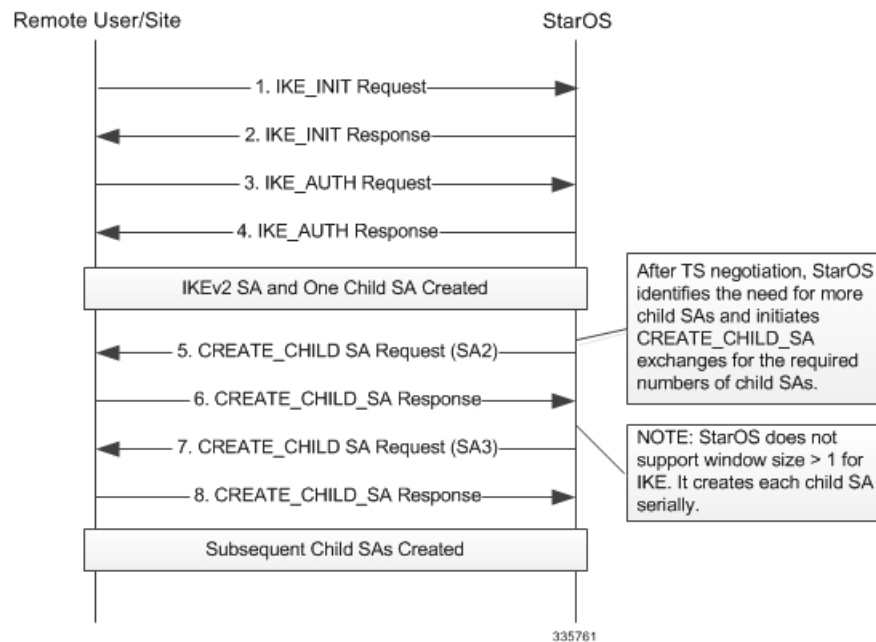 Remote User/Site
StarOS
1. IKE_INIT Request
2. IKE_INIT Response
3. IKE_AUTH Request
4. IKE_AUTH Response
IKEv2 SA and One Child SA Created
After TS negotiation, StarOS
identifies the need for more
child SAs and initiates
CREATE_CHILD_SA
exchanges for the required
numbers of child SAs.
5. CREATE_CHILD SA Request (SA2)
6. CREATE_CHILD_SA Response
7. CREATE_CHILD SA Request (SA3)
NOTE: StarOS does not
support window size > 1 for
IKE. It creates each child SA
serially.
8. CREATE_CHILD_SA Response
Subsequent Child SAs Created
335761